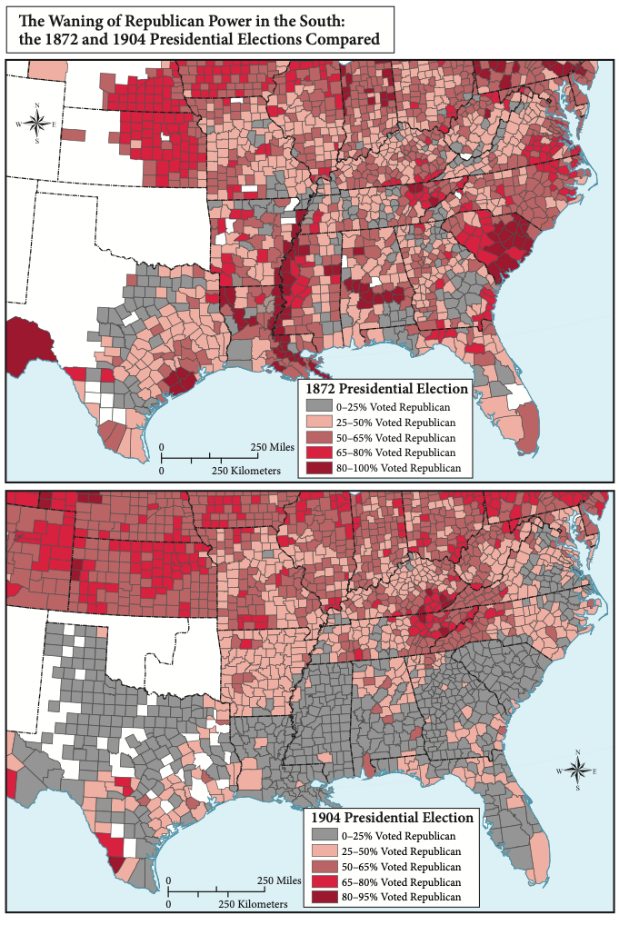 The Waning of Republican Power in the South:
the 1872 and 1904 Presidential Elections Compared
N
W E
S
1872 Presidential Election
0–25% Voted Republican
25–50% Voted Republican
50–65% Voted Republican
65–80% Voted Republican
80–100% Voted Republican
0 250 Miles
0 250 Kilometers
N
W E
S
1904 Presidential Election
0–25% Voted Republican
25–50% Voted Republican
50–65% Voted Republican
65–80% Voted Republican
80–95% Voted Republican
0 250 Miles
0 250 Kilometers